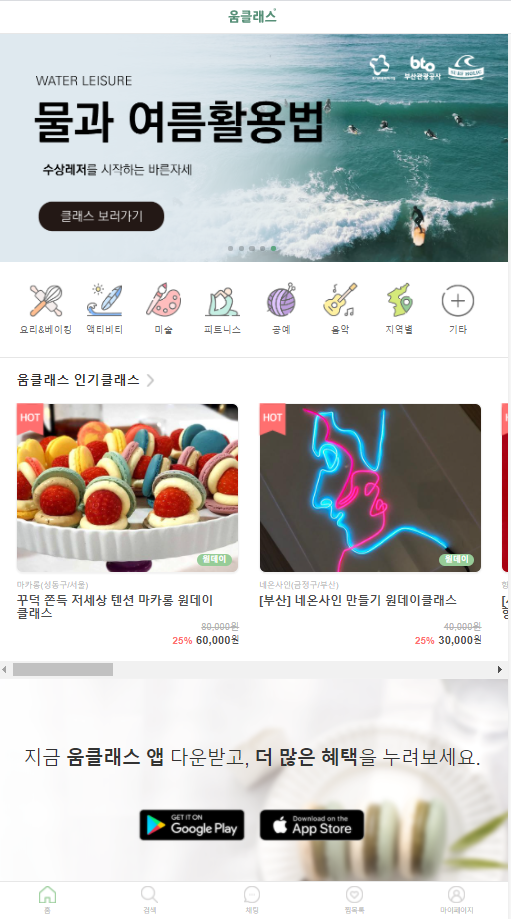 움클래스
bto
부산관광공사
WATER LEISURE
물과 여름활용법
수상레저를 시작하는 바른자세
클래스 보러가기
요리&베이킹 액티비티 미술 피트니스 공예 음악 지역별 기타
움클래스 인기클래스
HOT HOT
원데이 원데이
마카롱(성동구/서울)
꾸덕 쫀득 저세상 텐션 마카롱 원데이
클래스
80,000원
25% 60,000원
네온사인(금정구/부산)
[부산] 네온사인 만들기 원데이클래스
40,000원
25% 30,000원
지금 움클래스 앱 다운받고, 더 많은 혜택을 누려보세요.
GET IT ON
Google Play
Download on the
App Store
홈 검색 채팅 찜목록 마이페이지